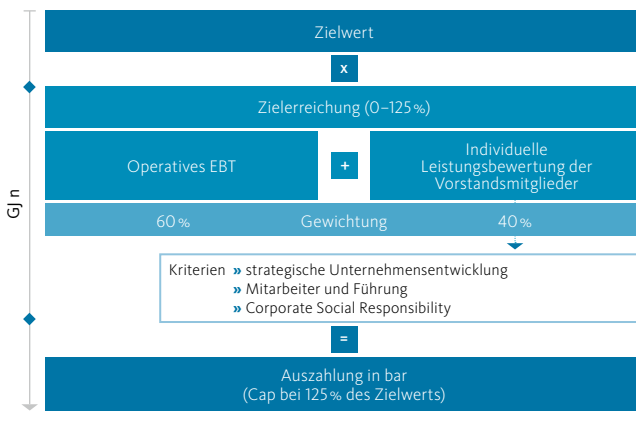 Zielwert
x
Zielerreichung (0–125 %)
Operatives EBT
+
Individuelle
Leistungsbewertung der
Vorstandsmitglieder
GJ n
60 % Gewichtung 40 %
Kriterien » strategische Unternehmensentwicklung
» Mitarbeiter und Führung
» Corporate Social Responsibility
=
Auszahlung in bar
(Cap bei 125 % des Zielwerts)